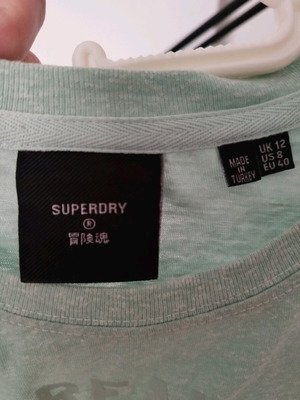 SUPERDRY
®
冒険魂
MADE
IN
TURKEY
UK 12
US 8
EU 40